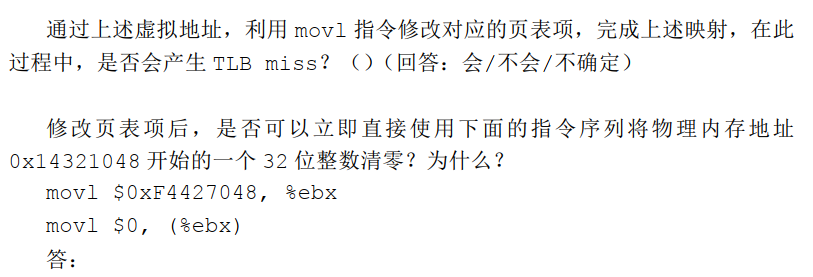 通过上述虚拟地址，利用 movl 指令修改对应的页表项，完成上述映射，在此
过程中，是否会产生 TLB miss？（）（回答：会/不会/不确定）
修改页表项后，是否可以立即直接使用下面的指令序列将物理内存地址
0x14321048 开始的一个 32 位整数清零？为什么？
movl $0xF4427048, %ebx
movl $0, (%ebx)
答：